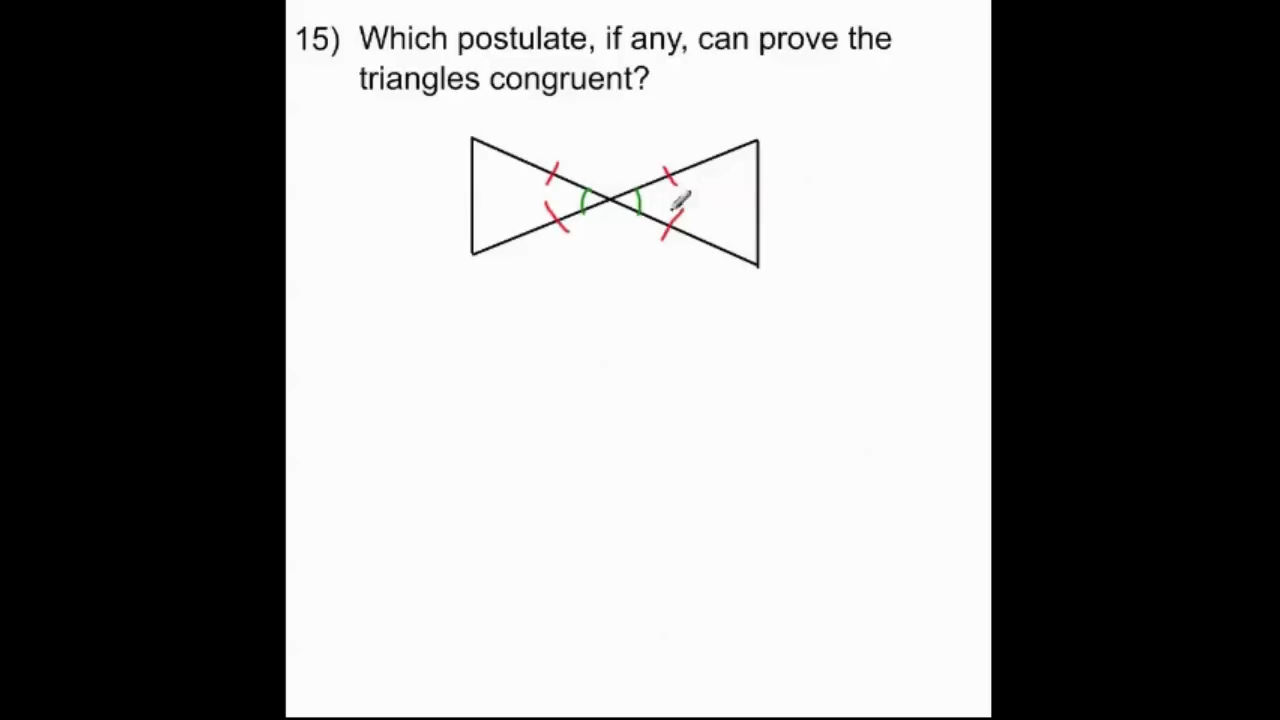 15) Which postulate, if any, can prove the
triangles congruent?